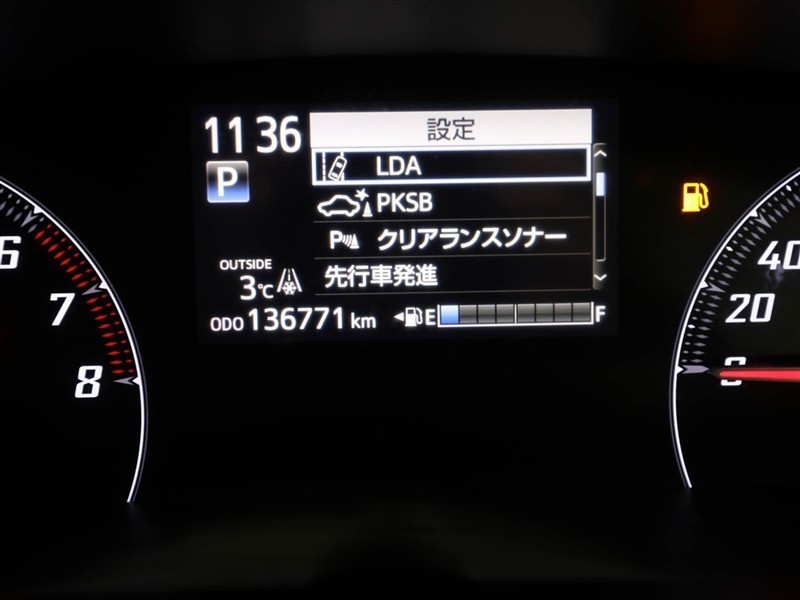 11 36
設定
P
LDA
PKSB
P クリアランスソナー
OUTSIDE
3℃
先行車発進
ODO 136771 km
E F
6
7
8
40
20
0